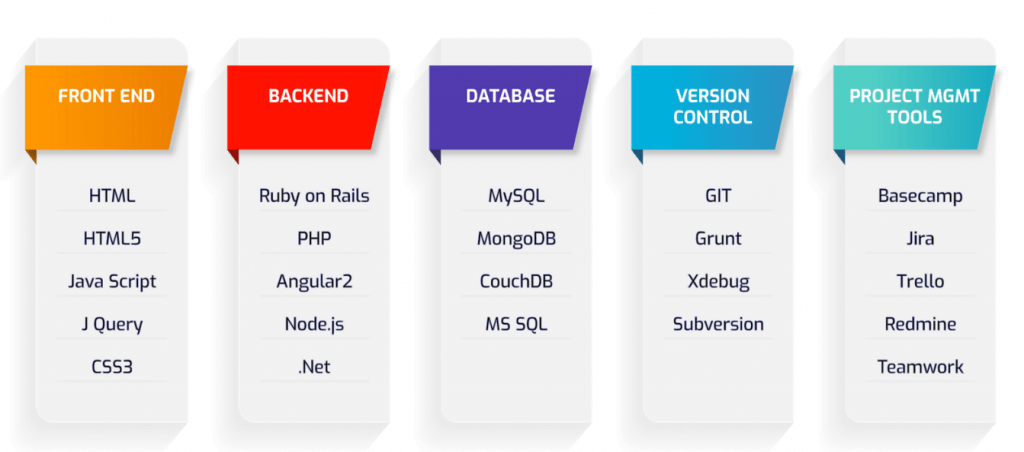 FRONT END
HTML
HTML5
Java Script
J Query
CSS3
BACKEND
Ruby on Rails
PHP
Angular2
Node.js
.Net
DATABASE
MySQL
MongoDB
CouchDB
MS SQL
VERSION
CONTROL
GIT
Grunt
Xdebug
Subversion
PROJECT MGMT
TOOLS
Basecamp
Jira
Trello
Redmine
Teamwork